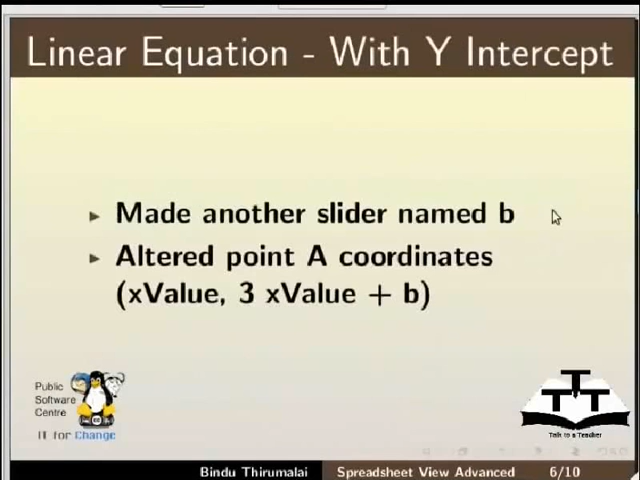 Linear Equation - With Y Intercept
Made another slider named b
Altered point A coordinates
(xValue, 3 xValue + b)
Public
Software
Centre
IT for Change
TTT
Talk to a Teacher
Bindu Thirumalai Spreadsheet View Advanced 6/10